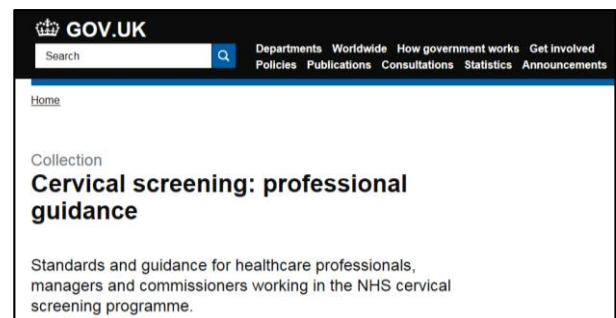 GOV.UK
Search
Departments Worldwide How government works Get involved
Policies Publications Consultations Statistics Announcements
Home
Collection
Cervical screening: professional
guidance
Standards and guidance for healthcare professionals,
managers and commissioners working in the NHS cervical
screening programme.